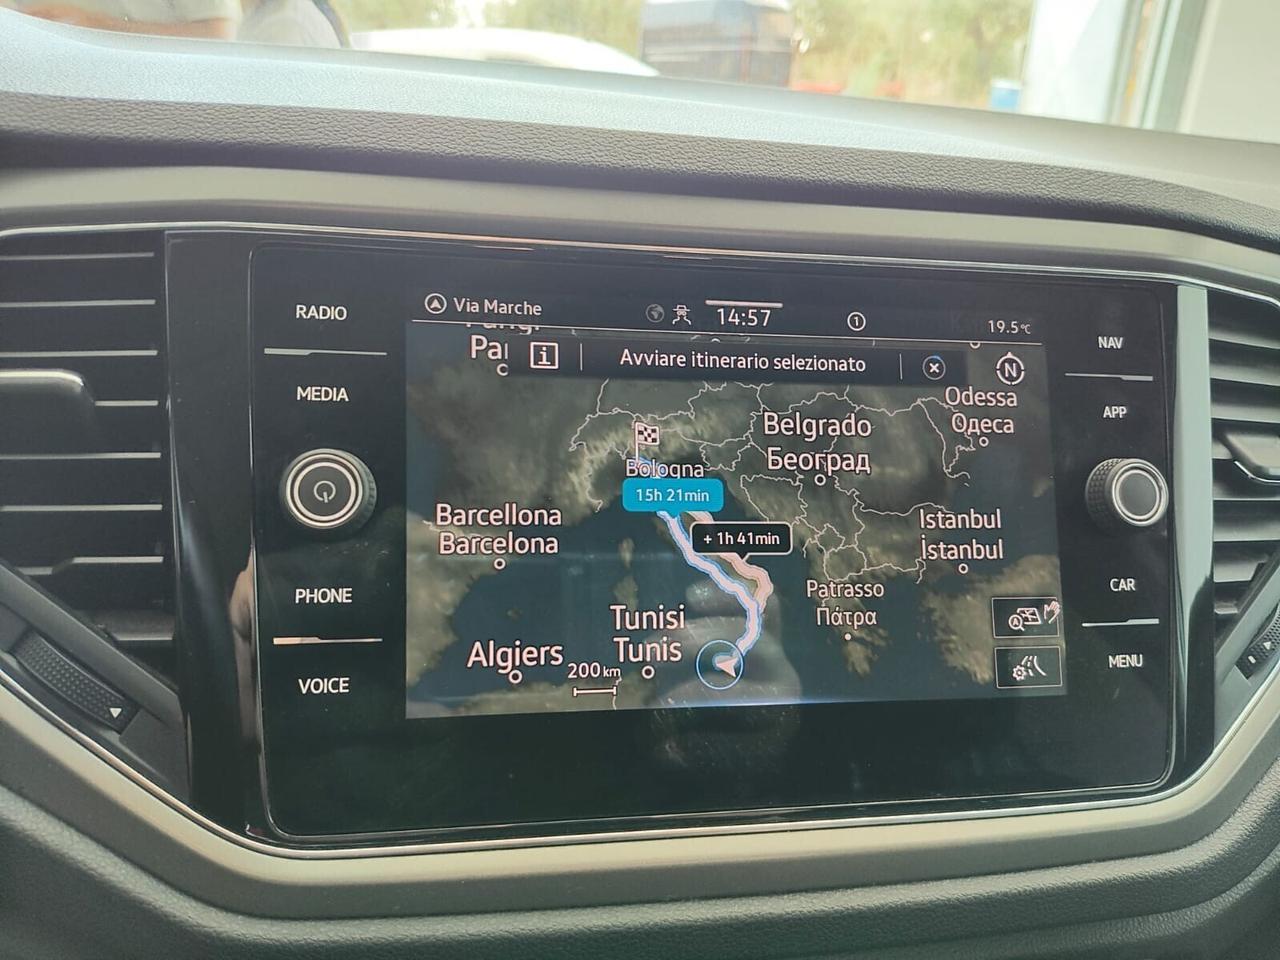 RADIO
MEDIA
PHONE
VOICE
Via Marche
14:57
1
19.5°C
i
Avviare itinerario selezionato
N
Odessa
Одеса
Belgrado
Београд
Bologna
15h 21min
+ 1h 41min
Barcellona
Barcelona
Istanbul
İstanbul
Patrasso
Πάτρα
Tunisi
Tunis
Algiers
200 km
NAV
APP
CAR
MENU